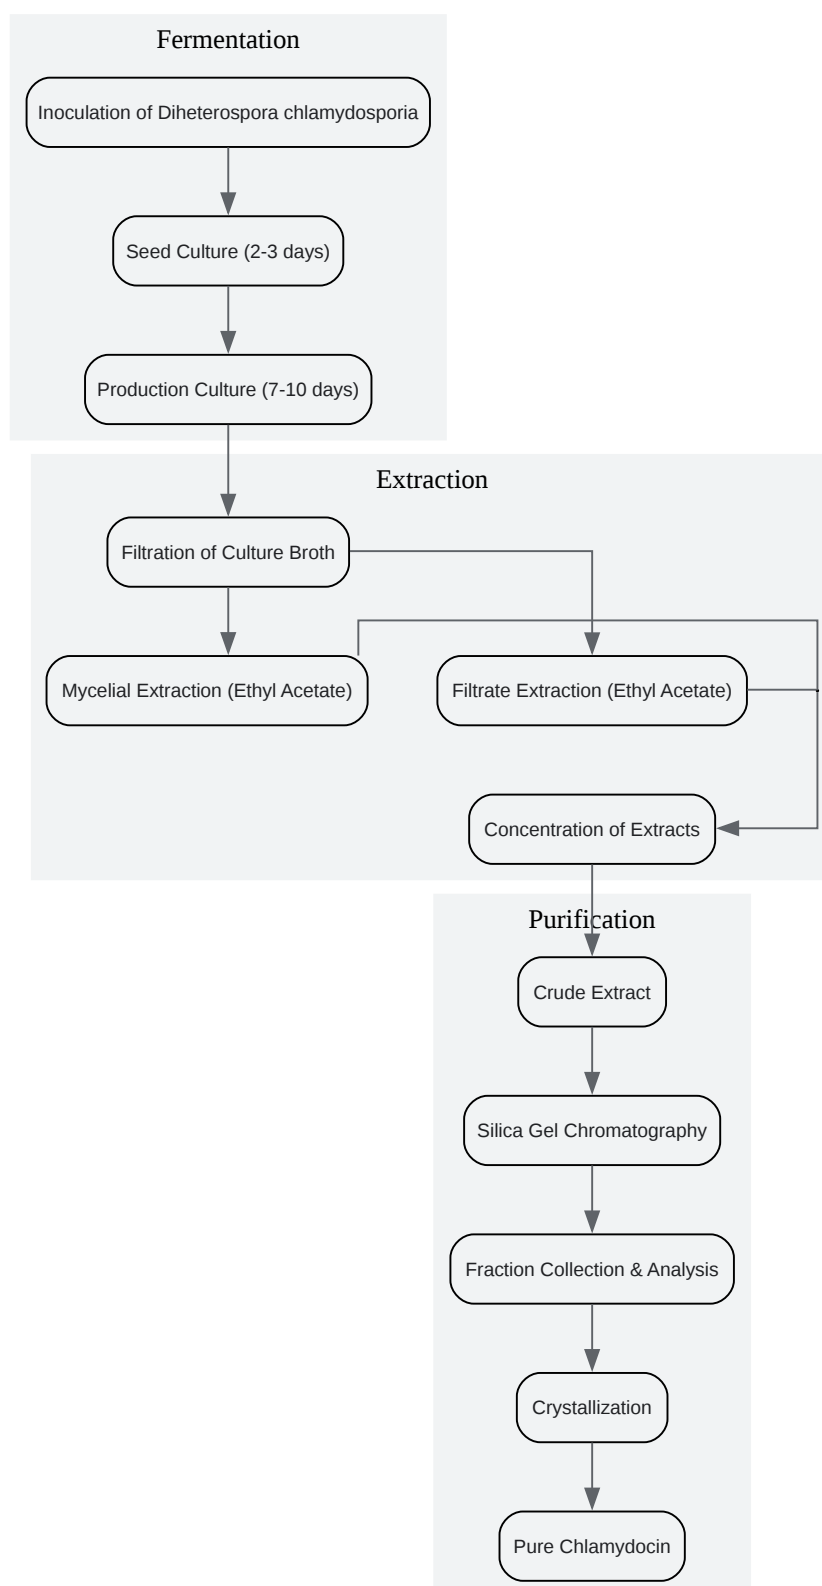 Fermentation
Inoculation of Diheterospora chlamydosporia
Seed Culture (2-3 days)
Production Culture (7-10 days)
Extraction
Filtration of Culture Broth
Mycelial Extraction (Ethyl Acetate)
Filtrate Extraction (Ethyl Acetate)
Concentration of Extracts
Purification
Crude Extract
Silica Gel Chromatography
Fraction Collection & Analysis
Crystallization
Pure Chlamydocin